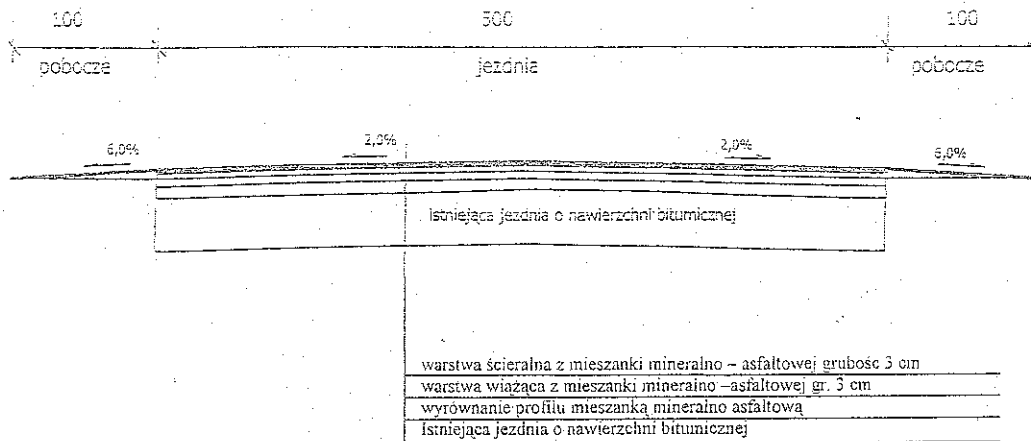 100 500 100
pobocze jezdnia pobocze
6,0% 2,0% 2,0% 6,0%
Istniejąca jezdnia o nawierzchni bitumicznej
warstwa ścieralna z mieszanki mineralno – asfaltowej grubośc 3 cm
warstwa wiążąca z mieszanki mineralno –asfaltowej gr. 3 cm
wyrównanie profilu mieszanką mineralno asfaltową
Istniejąca jezdnia o nawierzchni bitumicznej